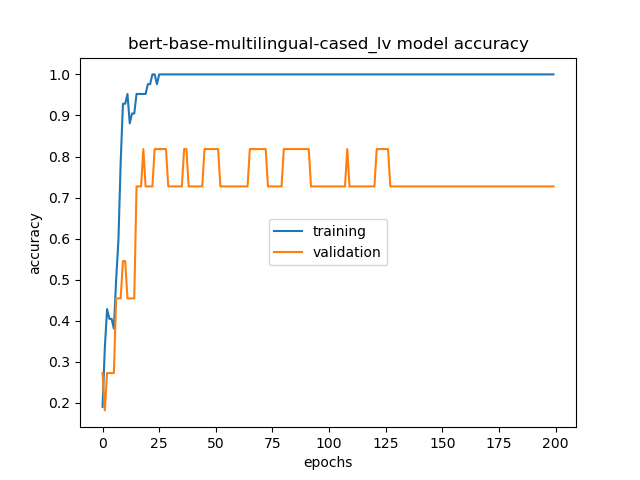 bert-base-multilingual-cased_lv model accuracy
1.0
0.9
0.8
0.7
0.6
0.5
0.4
0.3
0.2
accuracy
training
validation
0 25 50 75 100 125 150 175 200
epochs